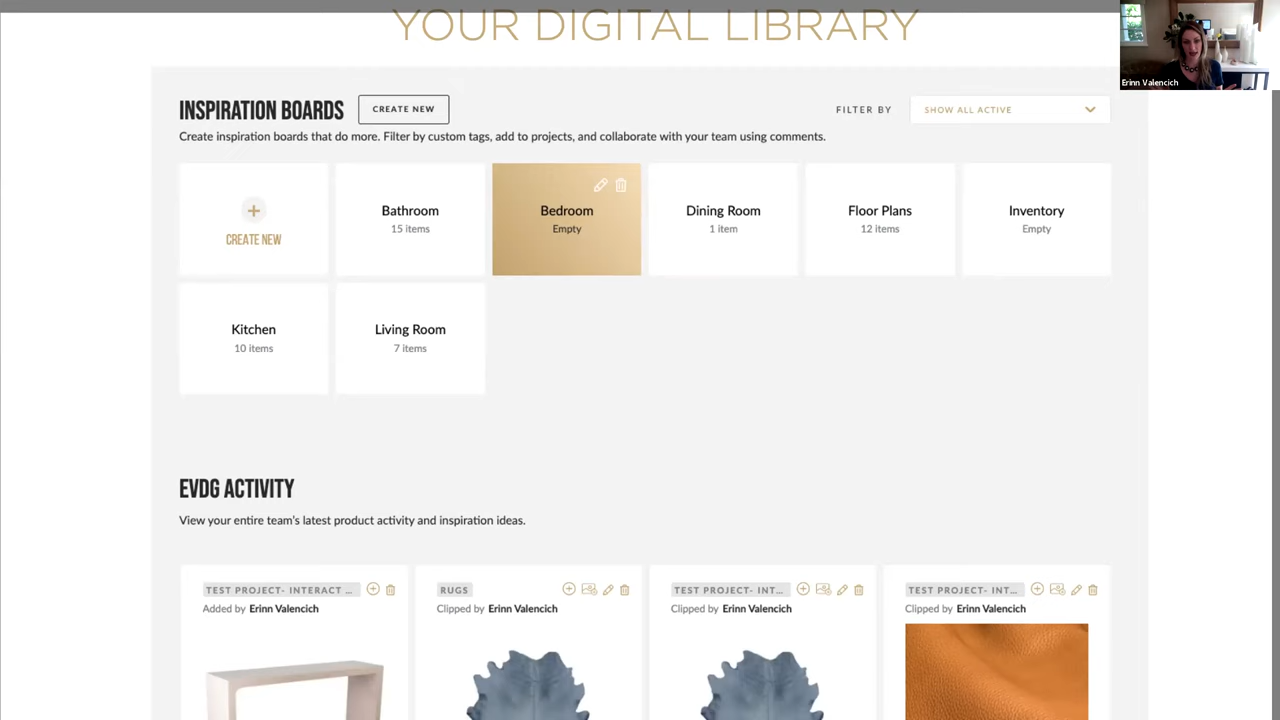 YOUR DIGITAL LIBRARY
Erinn Valencich
INSPIRATION BOARDS
CREATE NEW
FILTER BY
SHOW ALL ACTIVE
Create inspiration boards that do more. Filter by custom tags, add to projects, and collaborate with your team using comments.
CREATE NEW
Bathroom
15 items
Bedroom
Empty
Dining Room
1 item
Floor Plans
12 items
Inventory
Empty
Kitchen
10 items
Living Room
7 items
EVDG ACTIVITY
View your entire team's latest product activity and inspiration ideas.
TEST PROJECT- INTERACT ...
Added by Erinn Valencich
RUGS
Clipped by Erinn Valencich
TEST PROJECT- INT...
Clipped by Erinn Valencich
TEST PROJECT- INT...
Clipped by Erinn Valencich